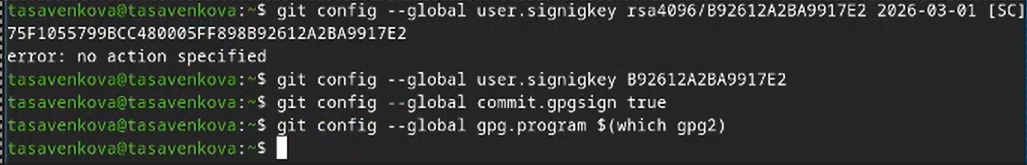 tasavenkova@tasavenkova:~$ git config --global user.signigkey rsa4096/B92612A2BA9917E2 2026-03-01 [SC]
75F1055799BCC480005FF898B92612A2BA9917E2
error: no action specified
tasavenkova@tasavenkova:~$ git config --global user.signigkey B92612A2BA9917E2
tasavenkova@tasavenkova:~$ git config --global commit.gpgsign true
tasavenkova@tasavenkova:~$ git config --global gpg.program $(which gpg2)
tasavenkova@tasavenkova:~$